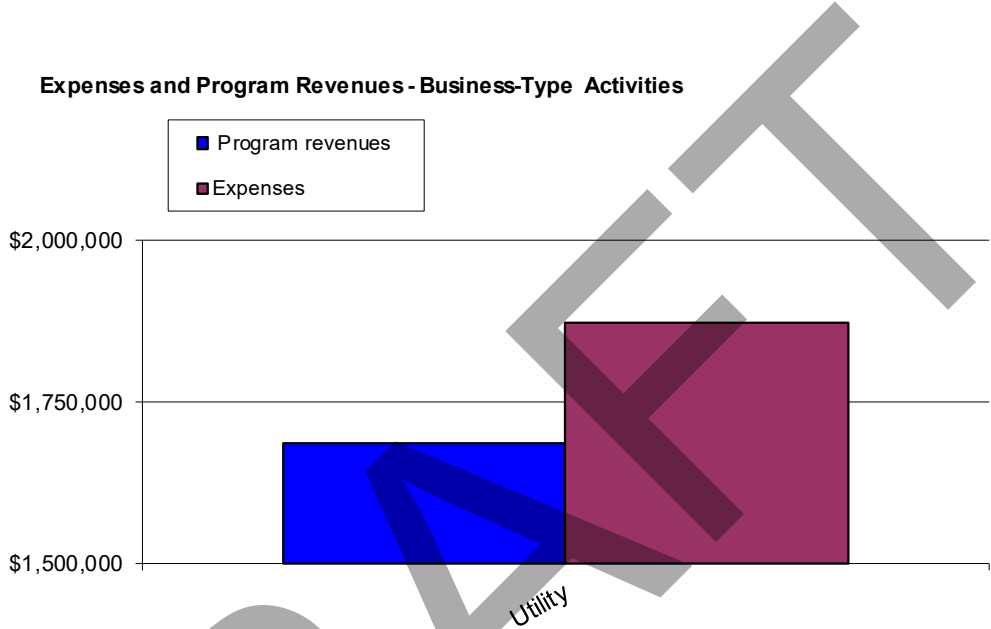 Expenses and Program Revenues - Business-Type Activities
Program revenues
Expenses
$2,000,000
$1,750,000
$1,500,000
Utility
DRAFT